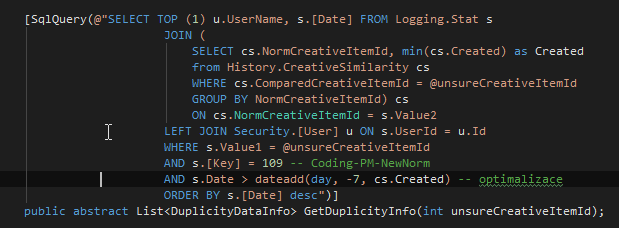 [SqlQuery(@"SELECT TOP (1) u.UserName, s.[Date] FROM Logging.Stat s
JOIN (
SELECT cs.NormCreativeItemId, min(cs.Created) as Created
from History.CreativeSimilarity cs
WHERE cs.ComparedCreativeItemId = @unsureCreativeItemId
GROUP BY NormCreativeItemId) cs
ON cs.NormCreativeItemId = s.Value2
LEFT JOIN Security.[User] u ON s.UserId = u.Id
WHERE s.Value1 = @unsureCreativeItemId
AND s.[Key] = 109 -- Coding-PM-NewNorm
AND s.Date > dateadd(day, -7, cs.Created) -- optimalizace
ORDER BY s.[Date] desc")]
public abstract List<DuplicityDataInfo> GetDuplicityInfo(int unsureCreativeItemId);